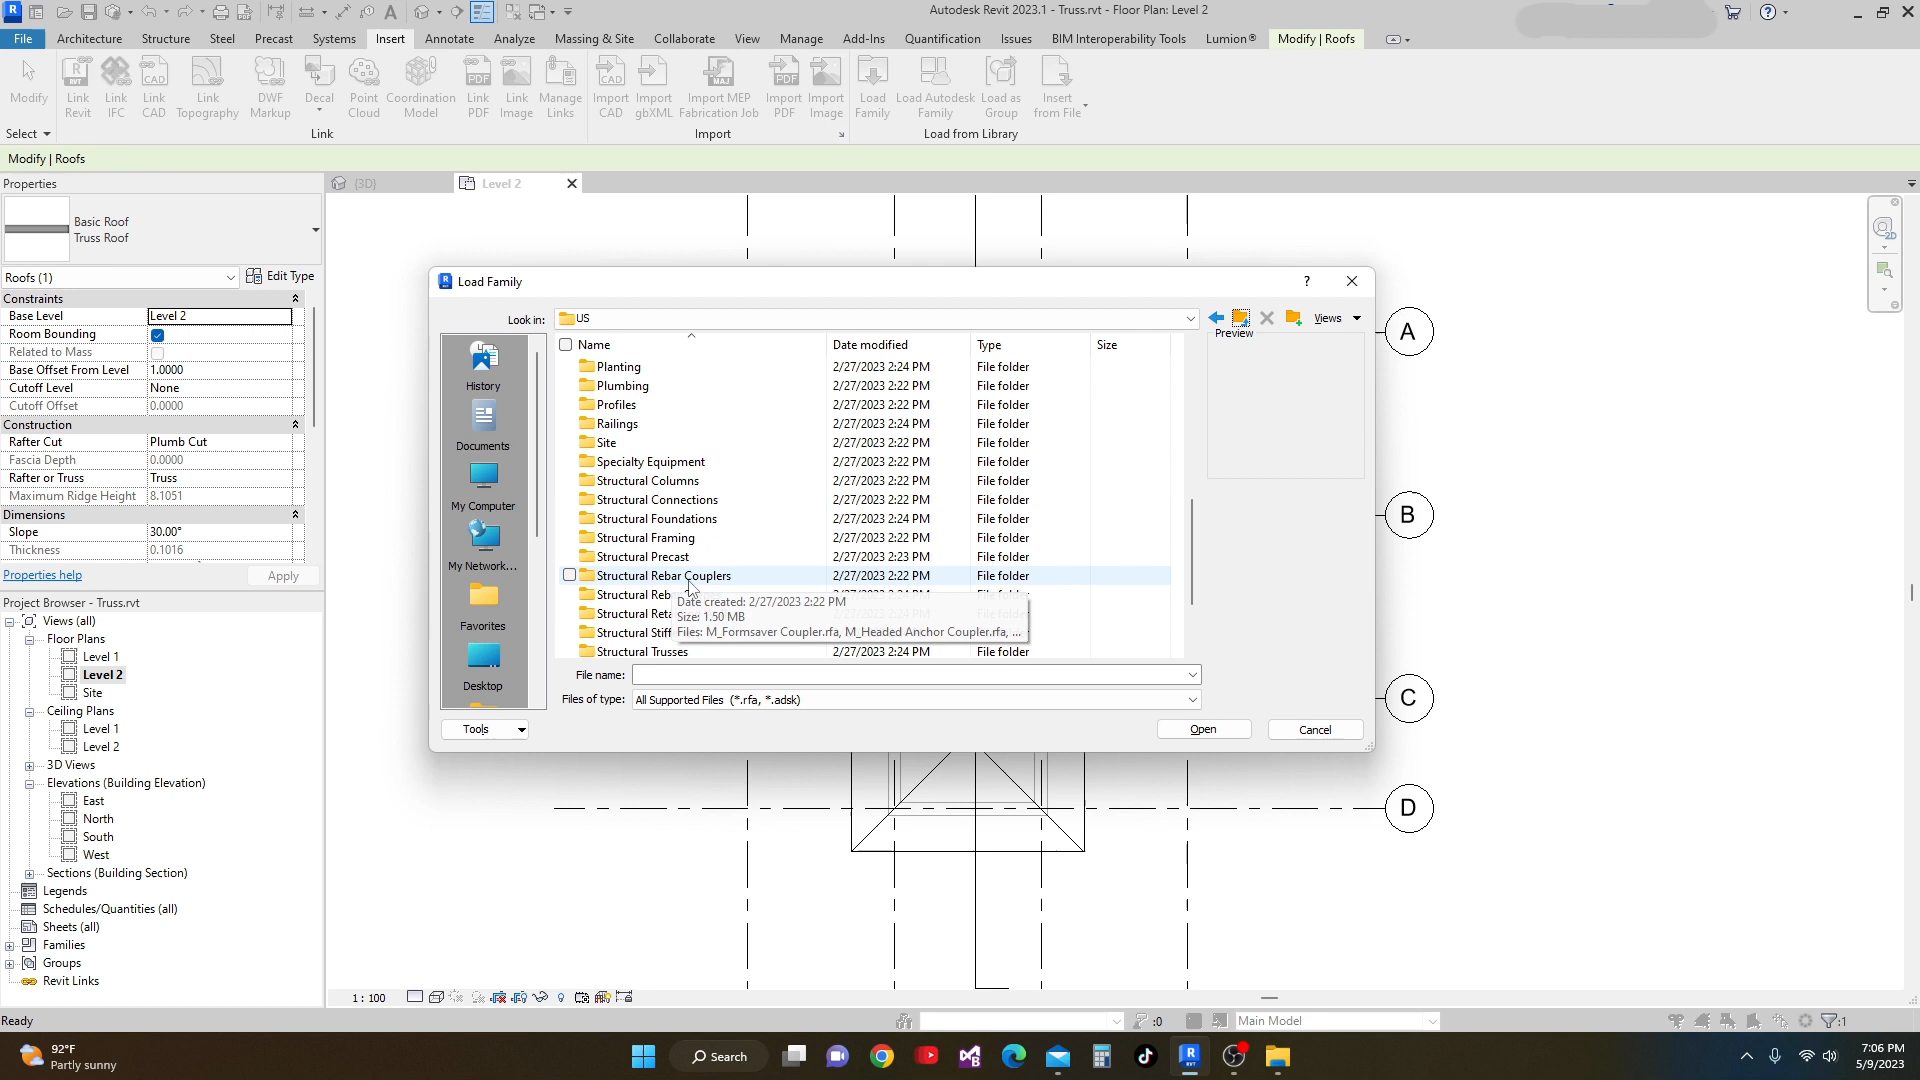 Autodesk Revit 2023.1 - Truss.rvt - Floor Plan: Level 2
File Architecture Structure Steel Precast Systems Insert Annotate Analyze Massing & Site Collaborate View Manage Add-Ins Quantification Issues BIM Interoperability Tools Lumion® Modify | Roofs
Modify
Link Revit
Link IFC
Link CAD
Link Topography
DWF Markup
Decal
Point Cloud
Coordination Model
Link PDF
Link Image
Manage Links
Import CAD
Import gbXML
Import MEP Fabrication Job
Import PDF
Import Image
Load Family
Load Autodesk Family
Load as Group
Insert from File
Select Link Import Load from Library
Modify | Roofs
Properties
Basic Roof
Truss Roof
Roofs (1) Edit Type
Constraints
Base Level Level 2
Room Bounding
Related to Mass
Base Offset From Level 1.0000
Cutoff Level None
Cutoff Offset 0.0000
Construction
Rafter Cut Plumb Cut
Fascia Depth 0.0000
Rafter or Truss Truss
Maximum Ridge Height 8.1051
Dimensions
Slope 30.00°
Thickness 0.1016
Properties help Apply
Project Browser - Truss.rvt
Views (all)
Floor Plans
Level 1
Level 2
Site
Ceiling Plans
Level 1
Level 2
3D Views
Elevations (Building Elevation)
East
North
South
West
Sections (Building Section)
Legends
Schedules/Quantities (all)
Sheets (all)
Families
Groups
Revit Links
{3D} Level 2
Load Family ?
Look in: US Views
Preview
History
Documents
My Computer
My Network...
Favorites
Desktop
Name Date modified Type Size
Planting 2/27/2023 2:24 PM File folder
Plumbing 2/27/2023 2:22 PM File folder
Profiles 2/27/2023 2:22 PM File folder
Railings 2/27/2023 2:24 PM File folder
Site 2/27/2023 2:22 PM File folder
Specialty Equipment 2/27/2023 2:22 PM File folder
Structural Columns 2/27/2023 2:22 PM File folder
Structural Connections 2/27/2023 2:22 PM File folder
Structural Foundations 2/27/2023 2:24 PM File folder
Structural Framing 2/27/2023 2:22 PM File folder
Structural Precast 2/27/2023 2:23 PM File folder
Structural Rebar Couplers 2/27/2023 2:22 PM File folder
Structural Reb
Structural Reta
Structural Stiff
Structural Trusses 2/27/2023 2:24 PM File folder
Date created: 2/27/2023 2:22 PM
Size: 1.50 MB
Files: M_Formsaver Coupler.rfa, M_Headed Anchor Coupler.rfa, ...
File name:
Files of type: All Supported Files (*.rfa, *.adsk)
Tools Open Cancel
A
B
C
D
2D
1 : 100
Ready :0 Main Model :1
92°F
Partly sunny
Search
7:06 PM
5/9/2023